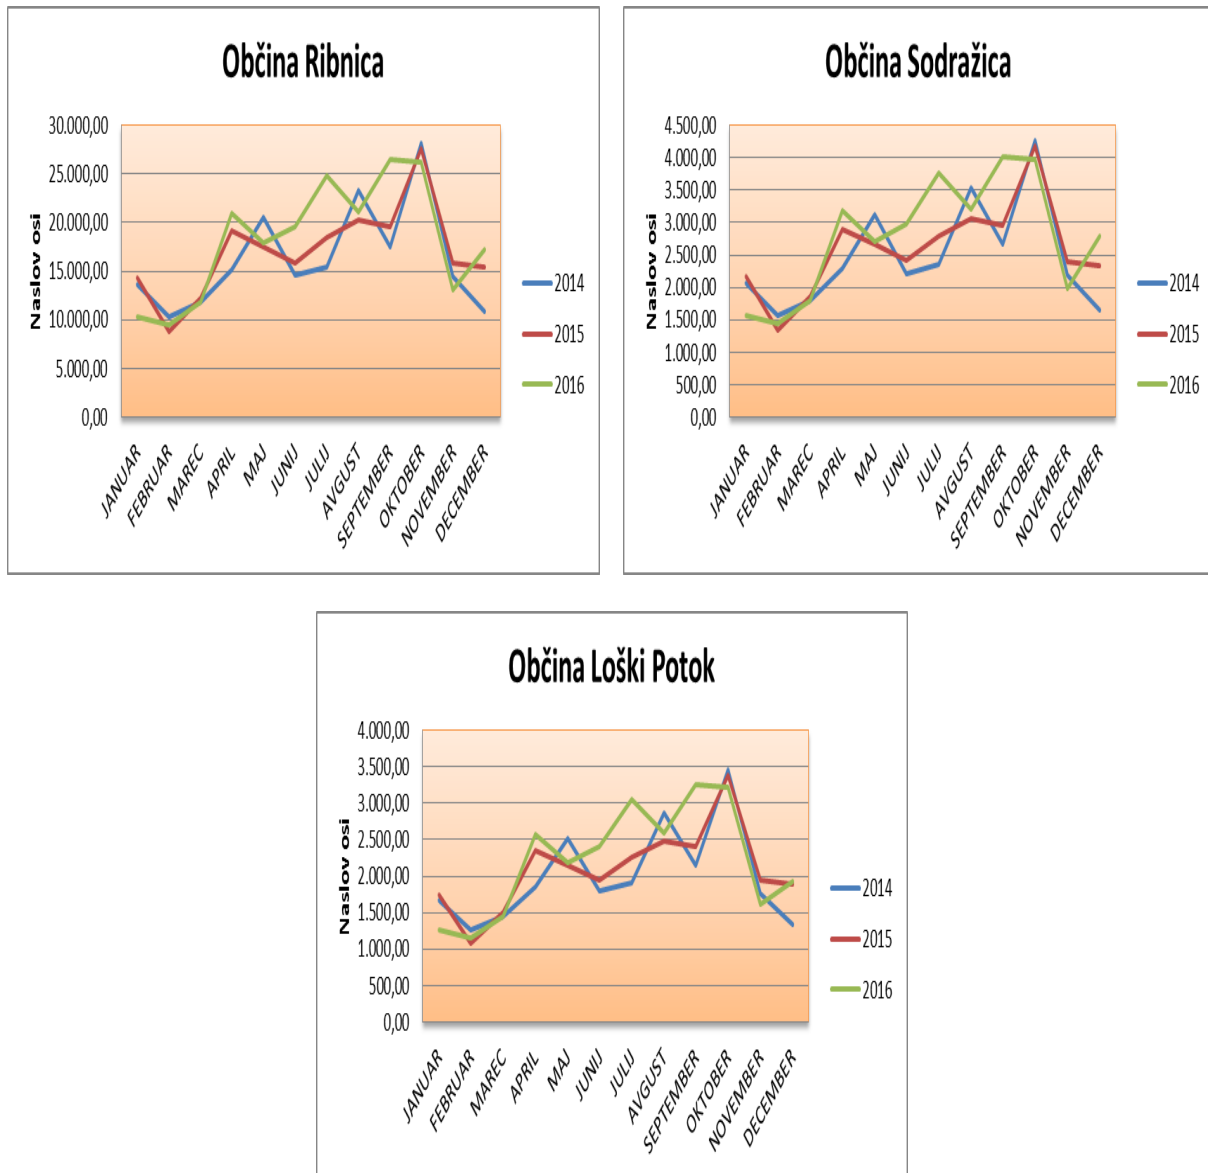 Občina Ribnica
30.000,00
25.000,00
20.000,00
15.000,00
10.000,00
5.000,00
0,00
Naslov osi
JANUAR
FEBRUAR
MAREC
APRIL
MAJ
JUNIJ
JULIJ
AVGUST
SEPTEMBER
OKTOBER
NOVEMBER
DECEMBER
2014
2015
2016
Občina Sodražica
4.500,00
4.000,00
3.500,00
3.000,00
2.500,00
2.000,00
1.500,00
1.000,00
500,00
0,00
Naslov osi
JANUAR
FEBRUAR
MAREC
APRIL
MAJ
JUNIJ
JULIJ
AVGUST
SEPTEMBER
OKTOBER
NOVEMBER
DECEMBER
2014
2015
2016
Občina Loški Potok
4.000,00
3.500,00
3.000,00
2.500,00
2.000,00
1.500,00
1.000,00
500,00
0,00
Naslov osi
JANUAR
FEBRUAR
MAREC
APRIL
MAJ
JUNIJ
JULIJ
AVGUST
SEPTEMBER
OKTOBER
NOVEMBER
DECEMBER
2014
2015
2016